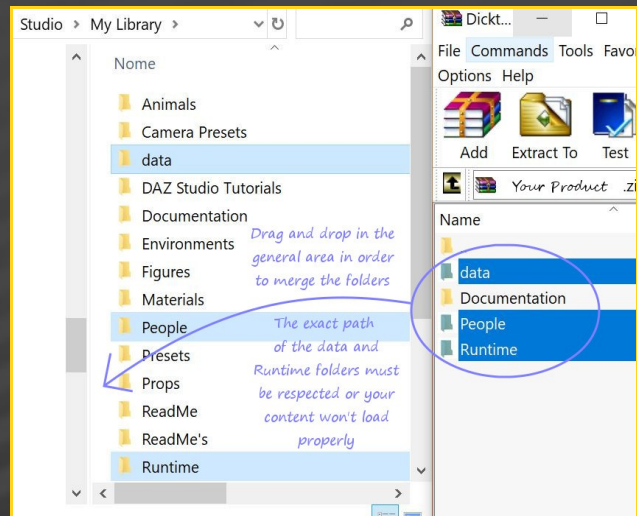 Studio > My Library >
Nome
Animals
Camera Presets
data
DAZ Studio Tutorials
Documentation
Environments
Figures
Materials
People
Presets
Props
ReadMe
ReadMe's
Runtime
Drag and drop in the
general area in order
to merge the folders
The exact path
of the data and
Runtime folders must
be respected or your
content won't load
properly
Dickt...
File Commands Tools Favo
Options Help
Add Extract To Test
Your Product .zi
Name
data
Documentation
People
Runtime